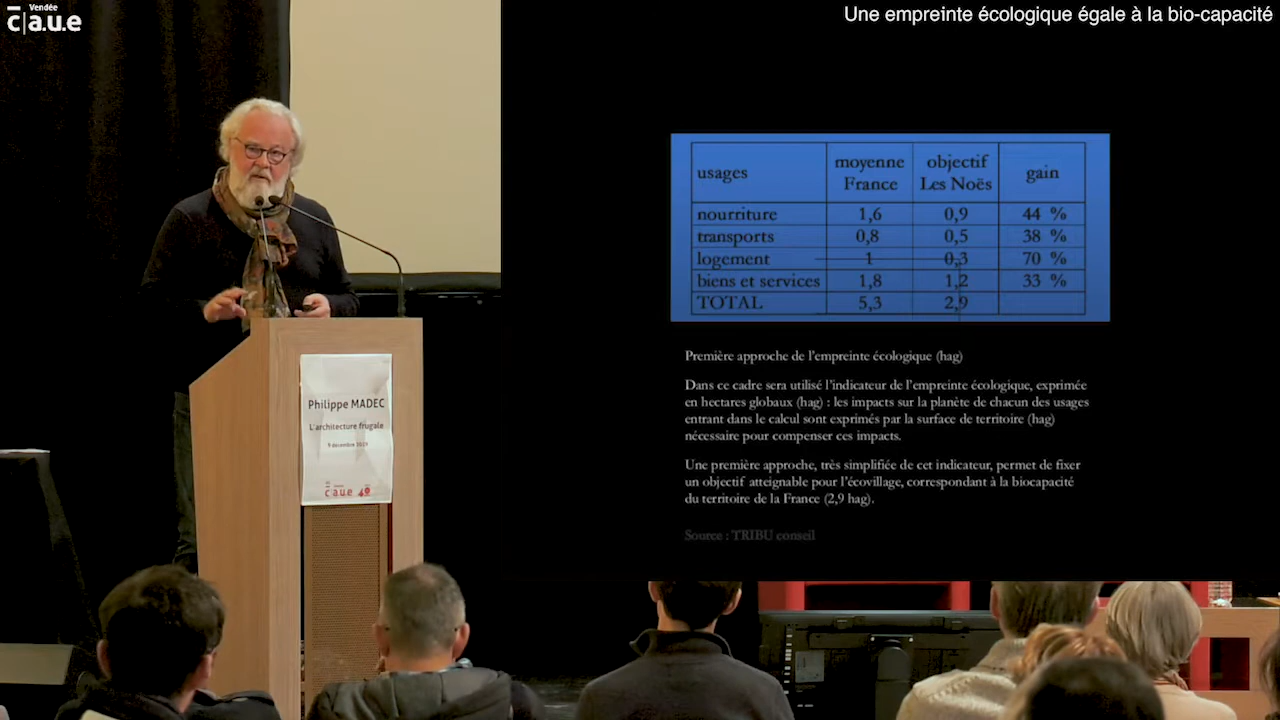 Vendée
c|a.u.e
Une empreinte écologique égale à la bio-capacité
usages moyenne France objectif Les Noës gain
nourriture 1,6 0,9 44 %
transports 0,8 0,5 38 %
logement 1 0,3 70 %
biens et services 1,8 1,2 33 %
TOTAL 5,3 2,9
Première approche de l'empreinte écologique (hag)
Dans ce cadre sera utilisé l'indicateur de l'empreinte écologique, exprimée
en hectares globaux (hag) : les impacts sur la planète de chacun des usages
entrant dans le calcul sont exprimés par la surface de territoire (hag)
nécessaire pour compenser ces impacts.
Une première approche, très simplifiée de cet indicateur, permet de fixer
un objectif atteignable pour l'écovillage, correspondant à la biocapacité
du territoire de la France (2,9 hag).
Source : TRIBU conseil
Philippe MADEC
L'architecture frugale
9 décembre
c|a.u.e